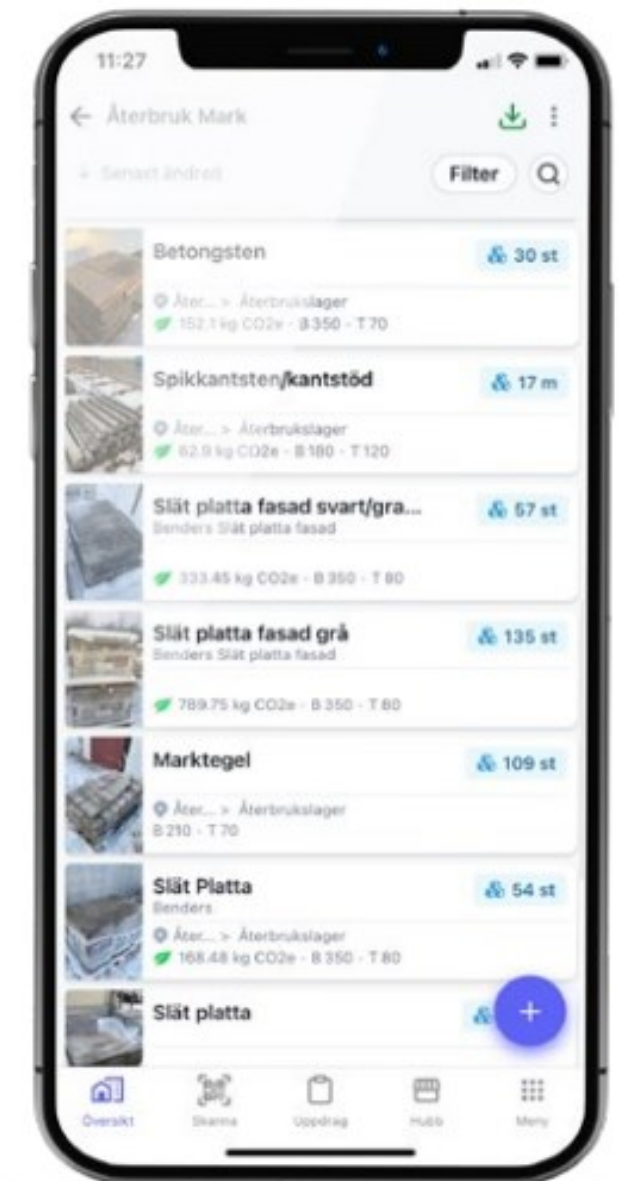 11:27
Återbruk Mark
Senast ändrad
Filter
Betongsten
30 st
Åter... > Återbrukslager
152.1 kg CO2e - B 350 - T 70
Spikkantsten/kantstöd
17 m
Åter... > Återbrukslager
62.9 kg CO2e - B 180 - T 120
Slät platta fasad svart/gra...
57 st
Benders Slät platta fasad
333.45 kg CO2e - B 350 - T 80
Slät platta fasad grå
135 st
Benders Slät platta fasad
789.75 kg CO2e - B 350 - T 80
Marktegel
109 st
Åter... > Återbrukslager
B 210 - T 70
Slät Platta
54 st
Benders
Åter... > Återbrukslager
168.48 kg CO2e - B 350 - T 80
Slät platta
Översikt
Skanna
Uppdrag
Hubb
Meny